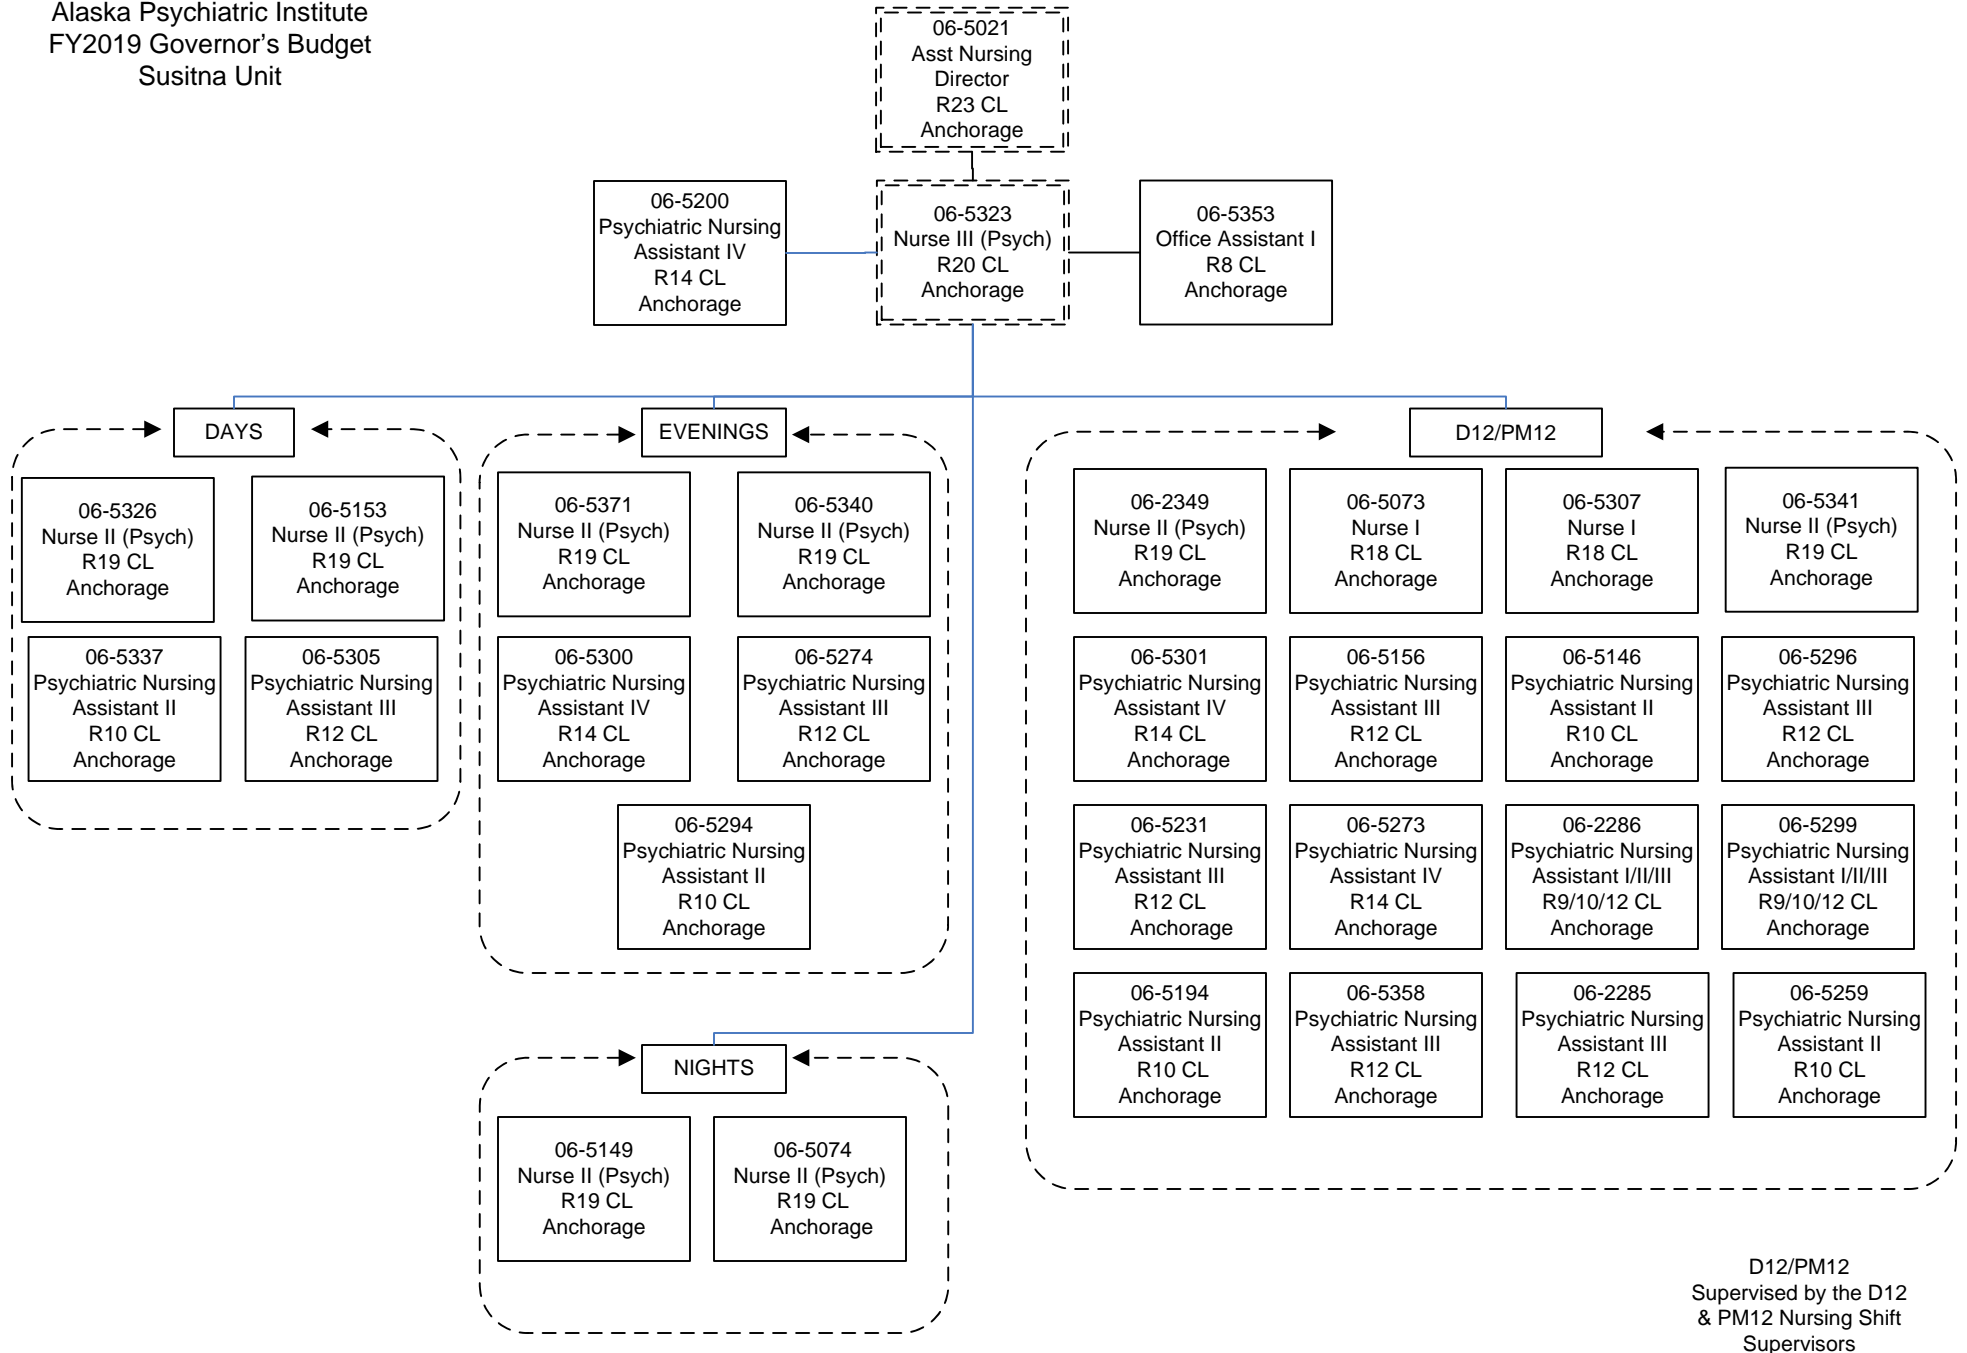 Alaska Psychiatric Institute
FY2019 Governor's Budget
Susitna Unit
06-5021
Asst Nursing
Director
R23 CL
Anchorage
06-5200
Psychiatric Nursing
Assistant IV
R14 CL
Anchorage
06-5323
Nurse III (Psych)
R20 CL
Anchorage
06-5353
Office Assistant I
R8 CL
Anchorage
DAYS
06-5326
Nurse II (Psych)
R19 CL
Anchorage
06-5153
Nurse II (Psych)
R19 CL
Anchorage
06-5337
Psychiatric Nursing
Assistant II
R10 CL
Anchorage
06-5305
Psychiatric Nursing
Assistant III
R12 CL
Anchorage
EVENINGS
06-5371
Nurse II (Psych)
R19 CL
Anchorage
06-5340
Nurse II (Psych)
R19 CL
Anchorage
06-5300
Psychiatric Nursing
Assistant IV
R14 CL
Anchorage
06-5274
Psychiatric Nursing
Assistant III
R12 CL
Anchorage
06-5294
Psychiatric Nursing
Assistant II
R10 CL
Anchorage
NIGHTS
06-5149
Nurse II (Psych)
R19 CL
Anchorage
06-5074
Nurse II (Psych)
R19 CL
Anchorage
D12/PM12
06-2349
Nurse II (Psych)
R19 CL
Anchorage
06-5073
Nurse I
R18 CL
Anchorage
06-5307
Nurse I
R18 CL
Anchorage
06-5341
Nurse II (Psych)
R19 CL
Anchorage
06-5301
Psychiatric Nursing
Assistant IV
R14 CL
Anchorage
06-5156
Psychiatric Nursing
Assistant III
R12 CL
Anchorage
06-5146
Psychiatric Nursing
Assistant II
R10 CL
Anchorage
06-5296
Psychiatric Nursing
Assistant III
R12 CL
Anchorage
06-5231
Psychiatric Nursing
Assistant III
R12 CL
Anchorage
06-5273
Psychiatric Nursing
Assistant IV
R14 CL
Anchorage
06-2286
Psychiatric Nursing
Assistant I/II/III
R9/10/12 CL
Anchorage
06-5299
Psychiatric Nursing
Assistant I/II/III
R9/10/12 CL
Anchorage
06-5194
Psychiatric Nursing
Assistant II
R10 CL
Anchorage
06-5358
Psychiatric Nursing
Assistant III
R12 CL
Anchorage
06-2285
Psychiatric Nursing
Assistant III
R12 CL
Anchorage
06-5259
Psychiatric Nursing
Assistant II
R10 CL
Anchorage
D12/PM12
Supervised by the D12
& PM12 Nursing Shift
Supervisors